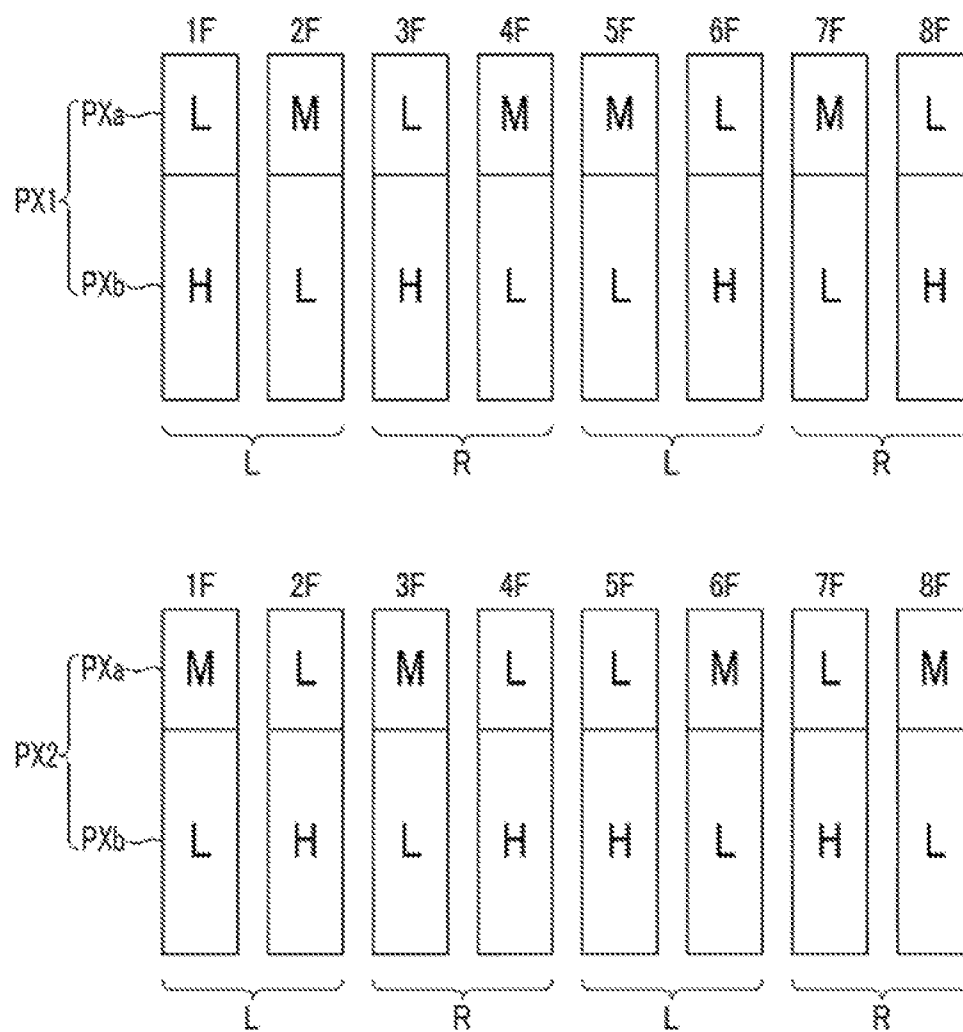 1F 2F 3F 4F 5F 6F 7F 8F
PXa L M L M M L M L
PX1
PXb H L H L L H L H
L R L R
1F 2F 3F 4F 5F 6F 7F 8F
PXa M L M L L M L M
PX2
PXb L H L H H L H L
L R L R